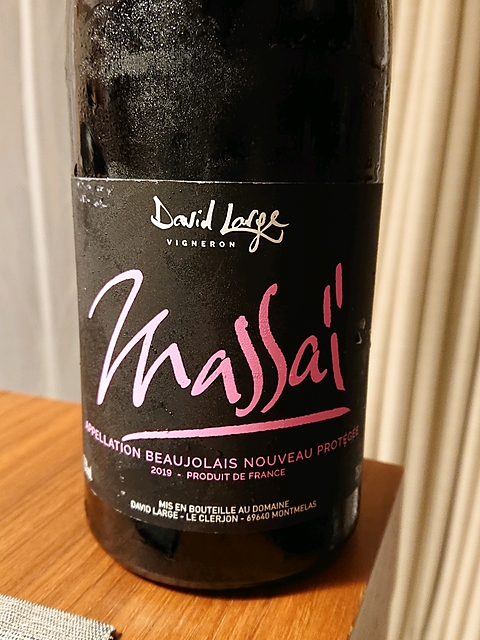 David Large
VIGNERON
Massaï
APPELLATION BEAUJOLAIS NOUVEAU PROTÉGÉE
2019 - PRODUIT DE FRANCE
MIS EN BOUTEILLE AU DOMAINE
DAVID LARGE - LE CLERJON - 69640 MONTMELAS